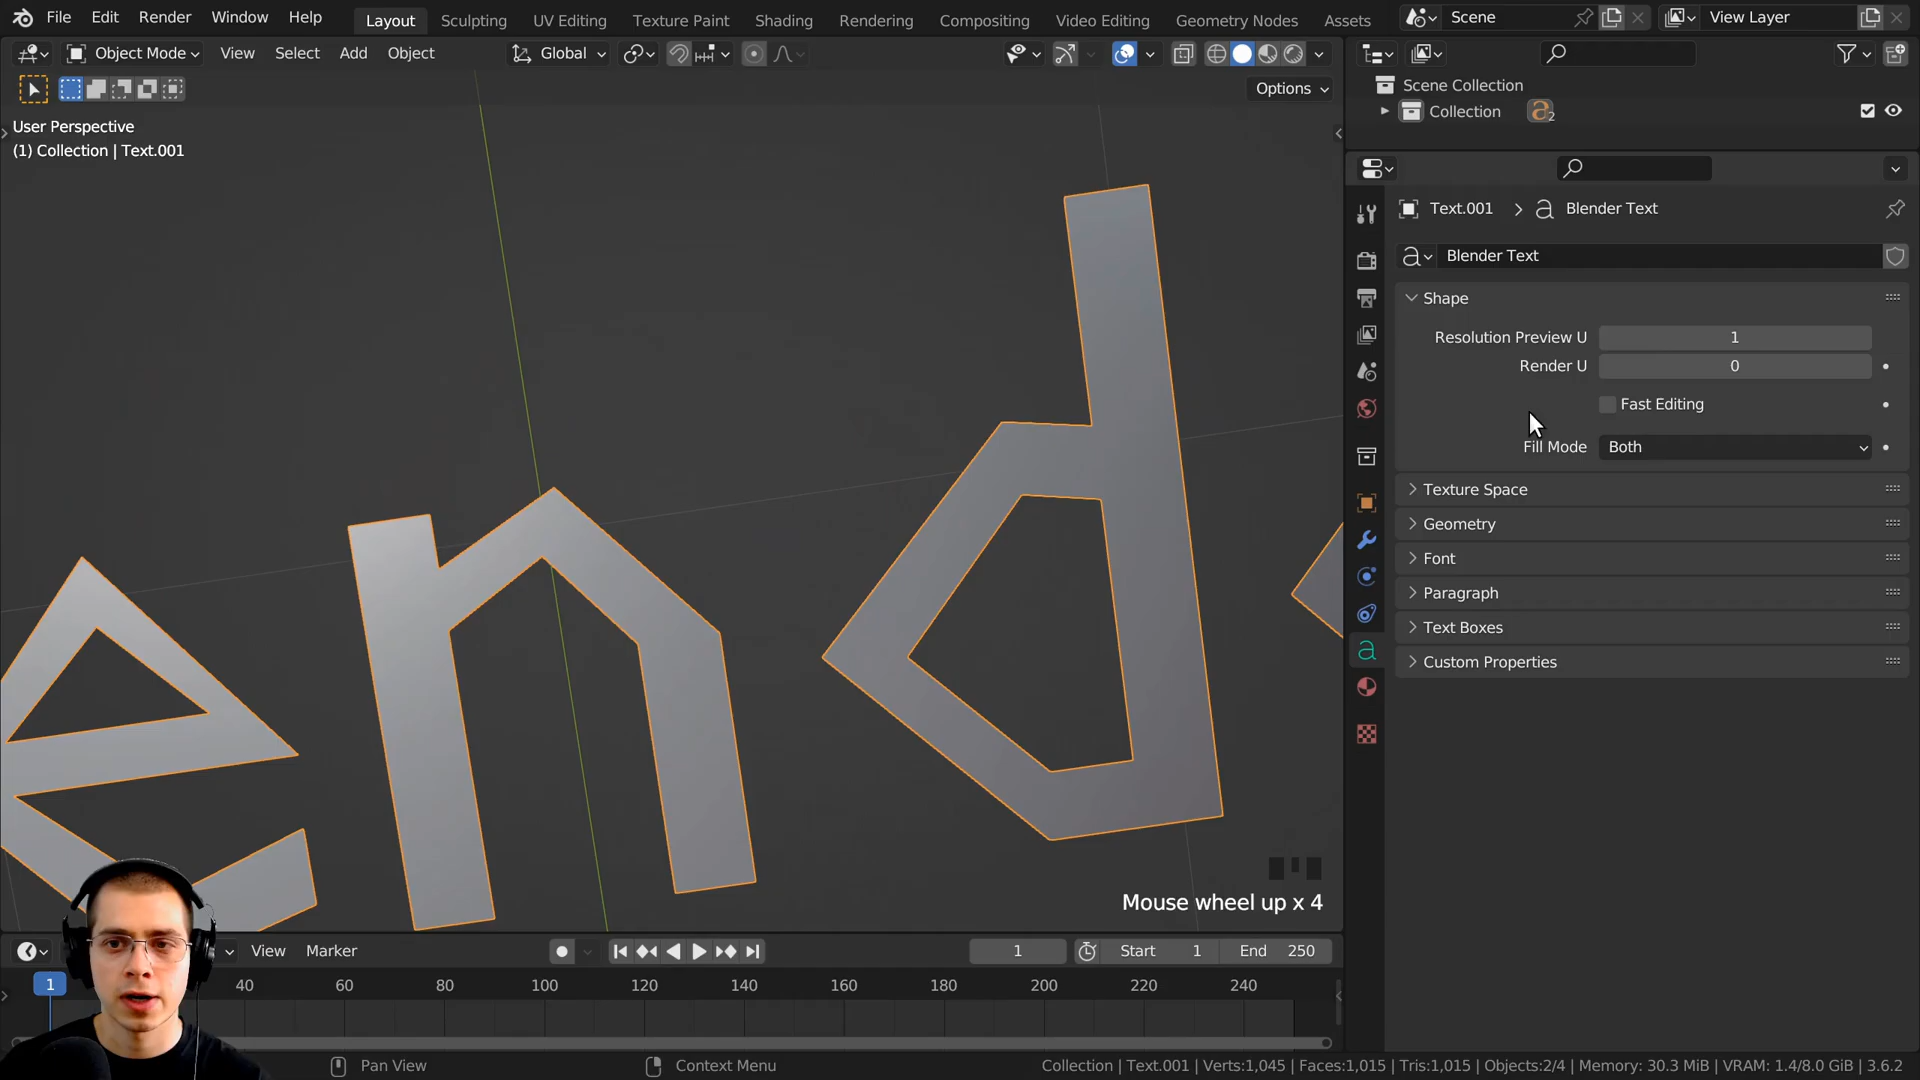 File Edit Render Window Help Layout Sculpting UV Editing Texture Paint Shading Rendering Compositing Video Editing Geometry Nodes Assets Scene View Layer
Object Mode View Select Add Object Global
Options
User Perspective
(1) Collection | Text.001
Scene Collection
Collection 2
Text.001 > Blender Text
Blender Text
Shape
Resolution Preview U 1
Render U 0
Fast Editing
Fill Mode Both
Texture Space
Geometry
Font
Paragraph
Text Boxes
Custom Properties
end
Mouse wheel up x 4
View Marker 1 Start 1 End 250
1 40 60 80 100 120 140 160 180 200 220 240
Pan View Context Menu Collection | Text.001 | Verts:1,045 | Faces:1,015 | Tris:1,015 | Objects:2/4 | Memory: 30.3 MiB | VRAM: 1.4/8.0 GiB | 3.6.2